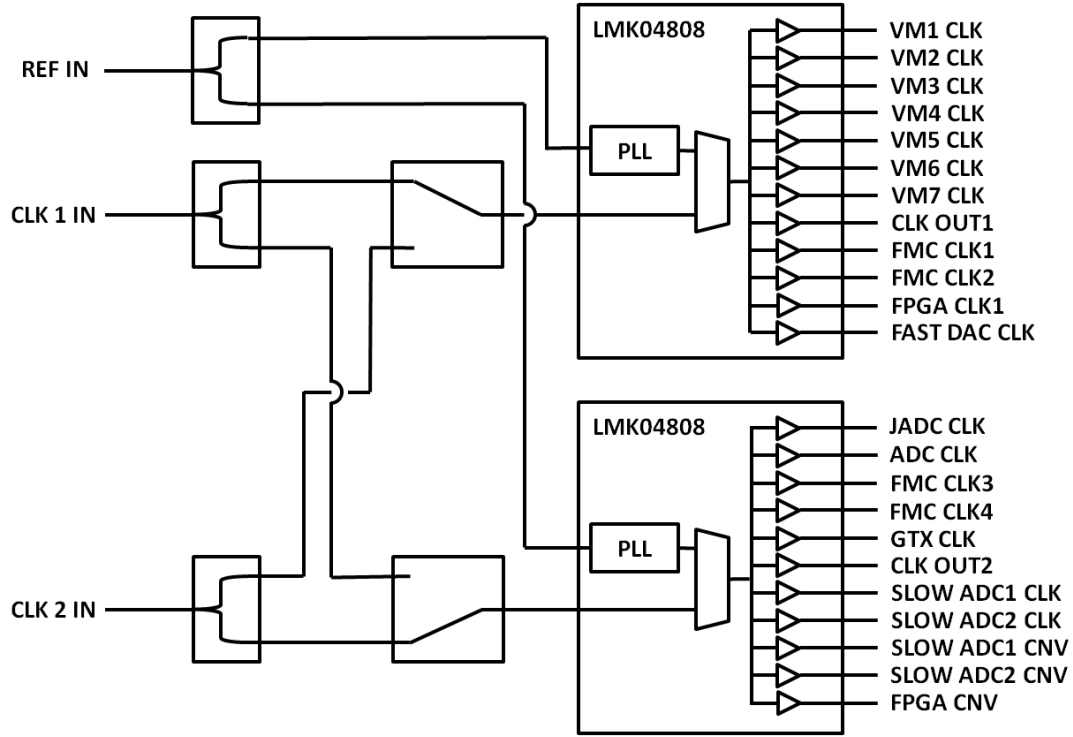 REF IN
CLK 1 IN
CLK 2 IN
LMK04808
PLL
VM1 CLK
VM2 CLK
VM3 CLK
VM4 CLK
VM5 CLK
VM6 CLK
VM7 CLK
CLK OUT1
FMC CLK1
FMC CLK2
FPGA CLK1
FAST DAC CLK
LMK04808
PLL
JADC CLK
ADC CLK
FMC CLK3
FMC CLK4
GTX CLK
CLK OUT2
SLOW ADC1 CLK
SLOW ADC2 CLK
SLOW ADC1 CNV
SLOW ADC2 CNV
FPGA CNV